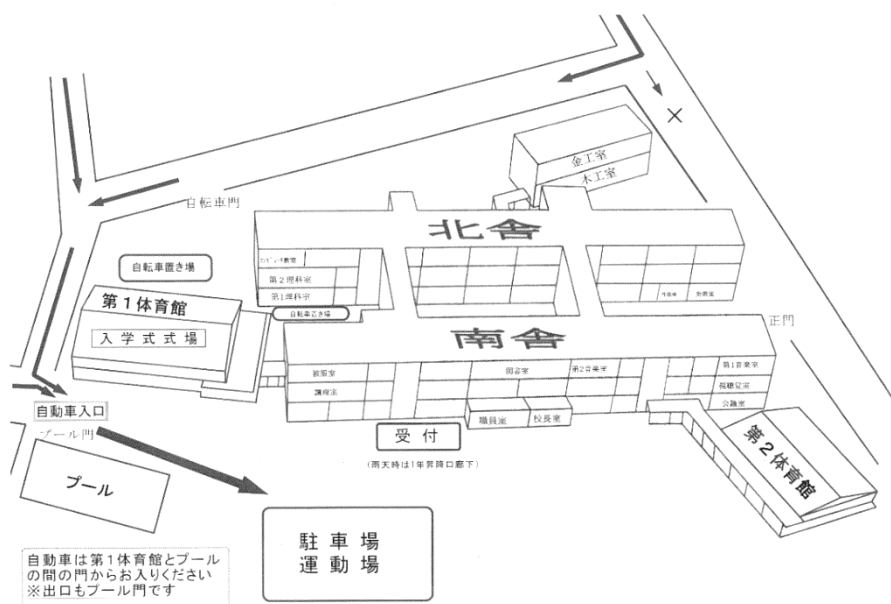 ×
金工室
木工室
自転車門
北舎
自転車置き場
第2理科室
第1理科室
第1体育館
入学式式場
自転車置き場
南舎
正門
被服室
図書室
第2音楽室
第1音楽室
視聴覚室
会議室
職員室
校長室
自動車入口
プール門
受付
(雨天時は1年昇降口廊下)
第2体育館
プール
駐車場
運動場
自動車は第1体育館とプール
の間の門からお入りください
※出口もプール門です